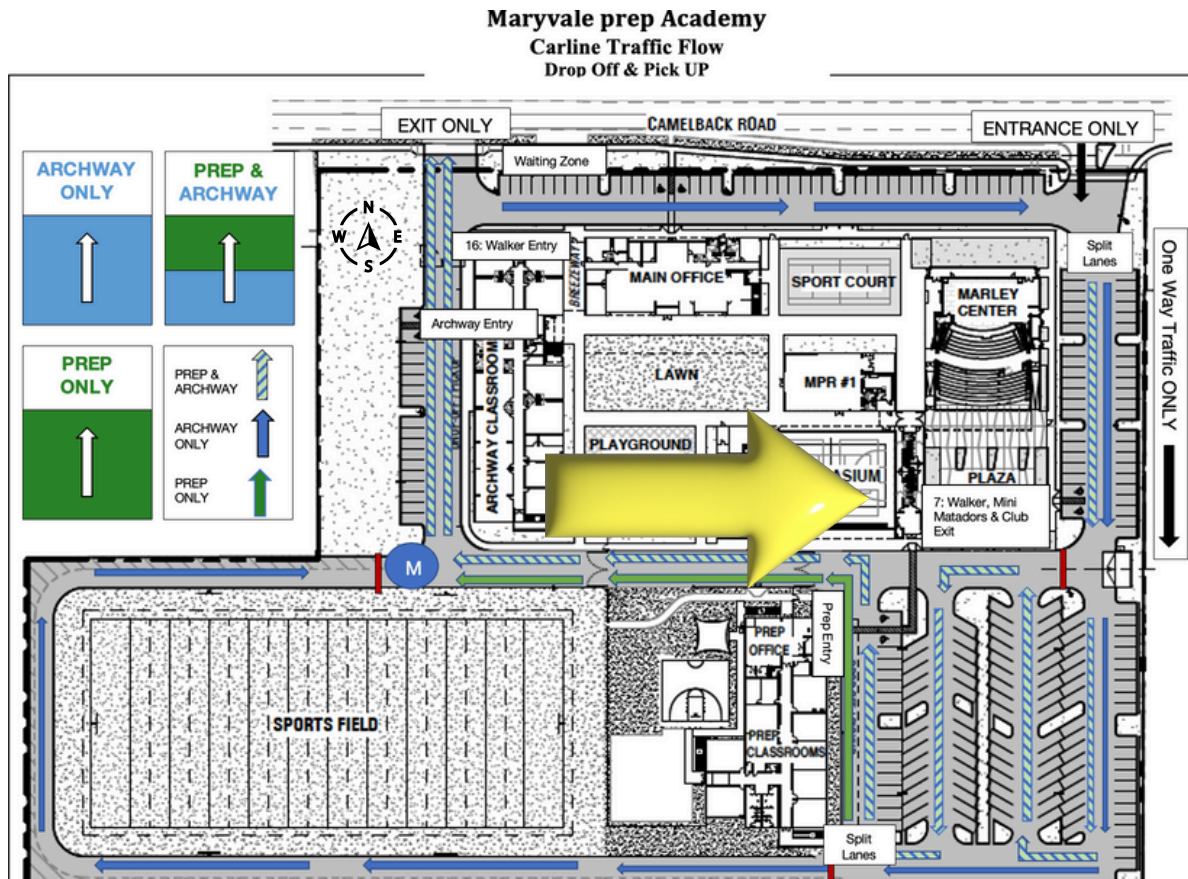 Maryvale prep Academy
Carline Traffic Flow
Drop Off & Pick UP
EXIT ONLY
CAMELBACK ROAD
ENTRANCE ONLY
ARCHWAY
ONLY
PREP &
ARCHWAY
PREP
ONLY
PREP &
ARCHWAY
ARCHWAY
ONLY
PREP
ONLY
N
W E
S
Waiting Zone
16: Walker Entry
BREEZEWAY
MAIN OFFICE
SPORT COURT
MARLEY
CENTER
Split
Lanes
One Way Traffic ONLY
Archway Entry
ARCHWAY CLASSROOM
LAWN
MPR #1
PLAYGROUND
ASIUM
PLAZA
7: Walker, Mini
Matadors & Club
Exit
M
Prep Entry
PREP
OFFICE
PREP
CLASSROOMS
SPORTS FIELD
Split
Lanes